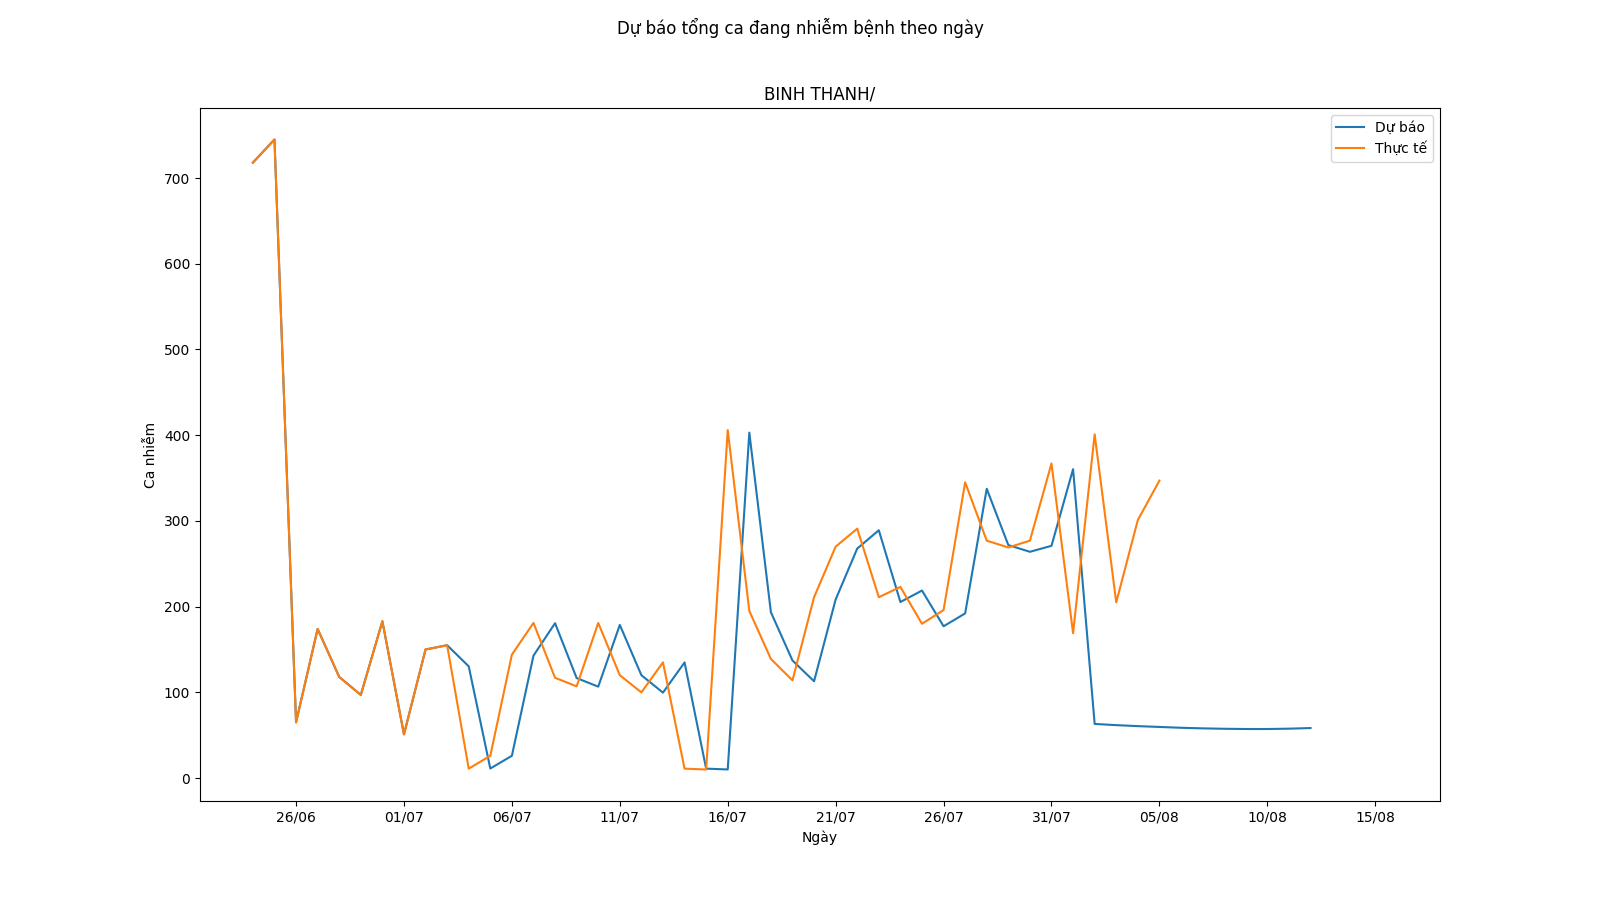 Dự báo tổng ca đang nhiễm bệnh theo ngày
BINH THANH/
Dự báo
Thực tế
700
600
500
400
300
200
100
0
Ca nhiễm
26/06 01/07 06/07 11/07 16/07 21/07 26/07 31/07 05/08 10/08 15/08
Ngày